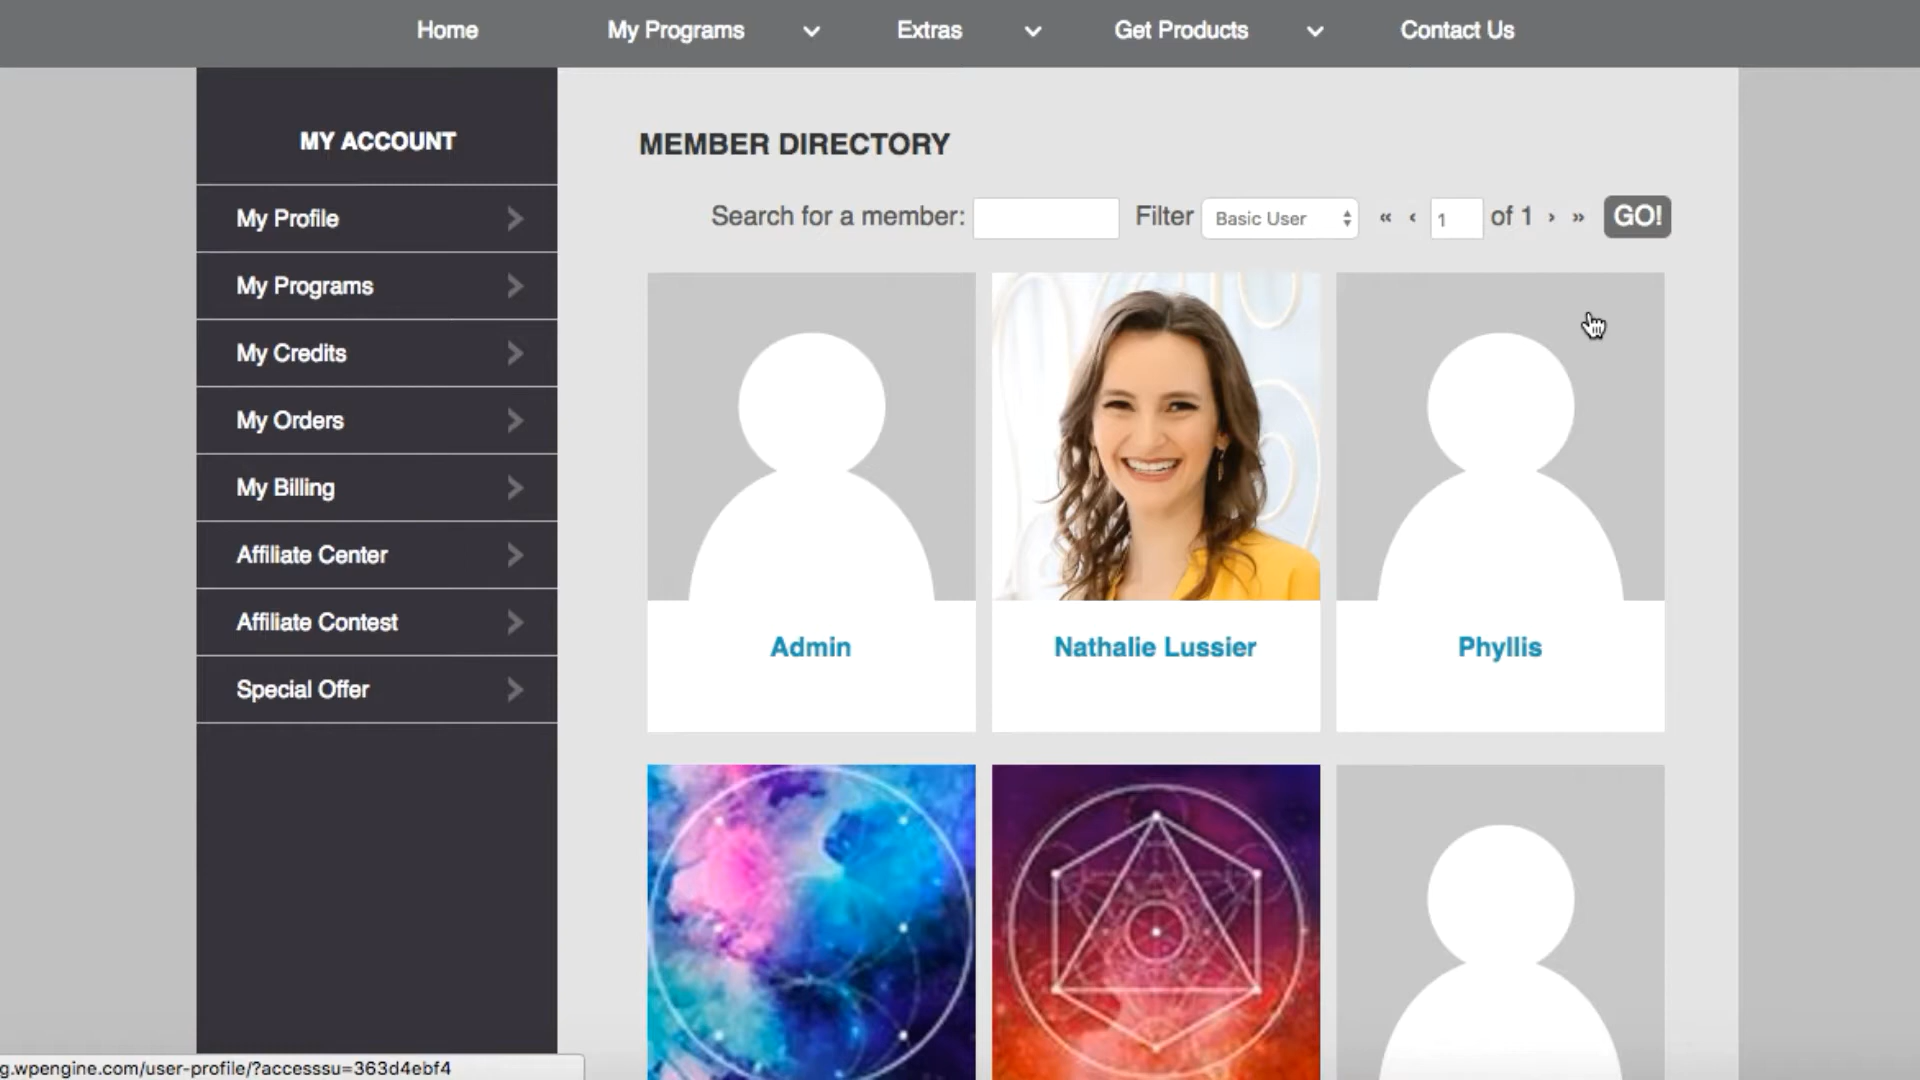 Home My Programs Extras Get Products Contact Us
MY ACCOUNT
My Profile
My Programs
My Credits
My Orders
My Billing
Affiliate Center
Affiliate Contest
Special Offer
MEMBER DIRECTORY
Search for a member: Filter Basic User « ‹ 1 of 1 › » GO!
Admin
Nathalie Lussier
Phyllis
g.wpengine.com/user-profile/?accesssu=363d4ebf4